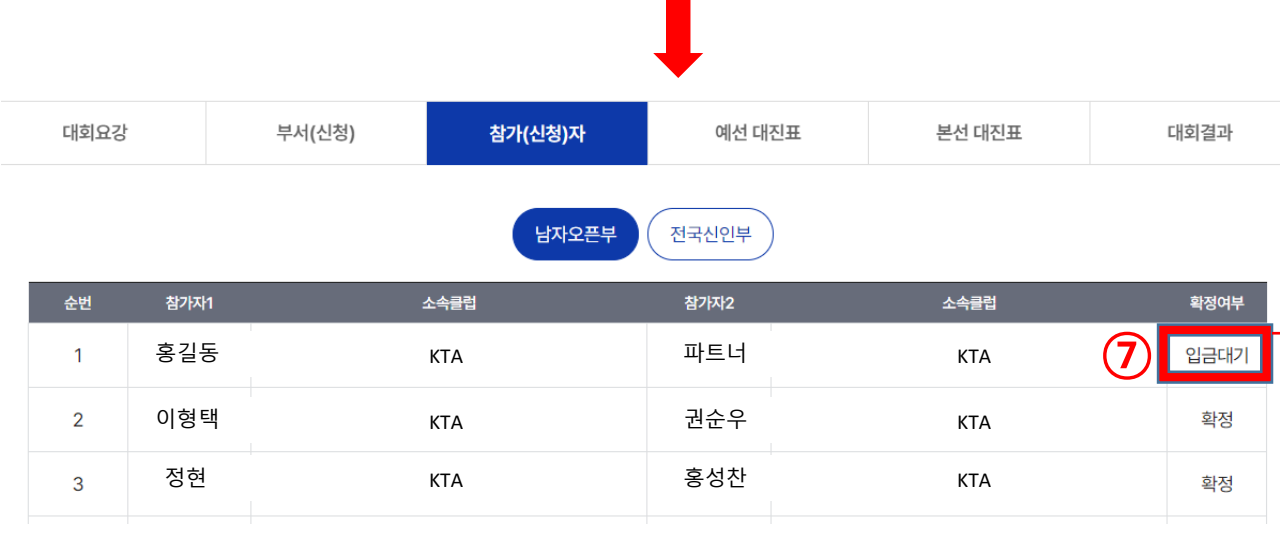 대회요강 부서(신청) 참가(신청)자 예선 대진표 본선 대진표 대회결과
남자오픈부 전국신인부
순번 참가자1 소속클럽 참가자2 소속클럽 확정여부
1 홍길동 KTA 파트너 KTA ⑦ 입금대기
2 이형택 KTA 권순우 KTA 확정
3 정현 KTA 홍성찬 KTA 확정